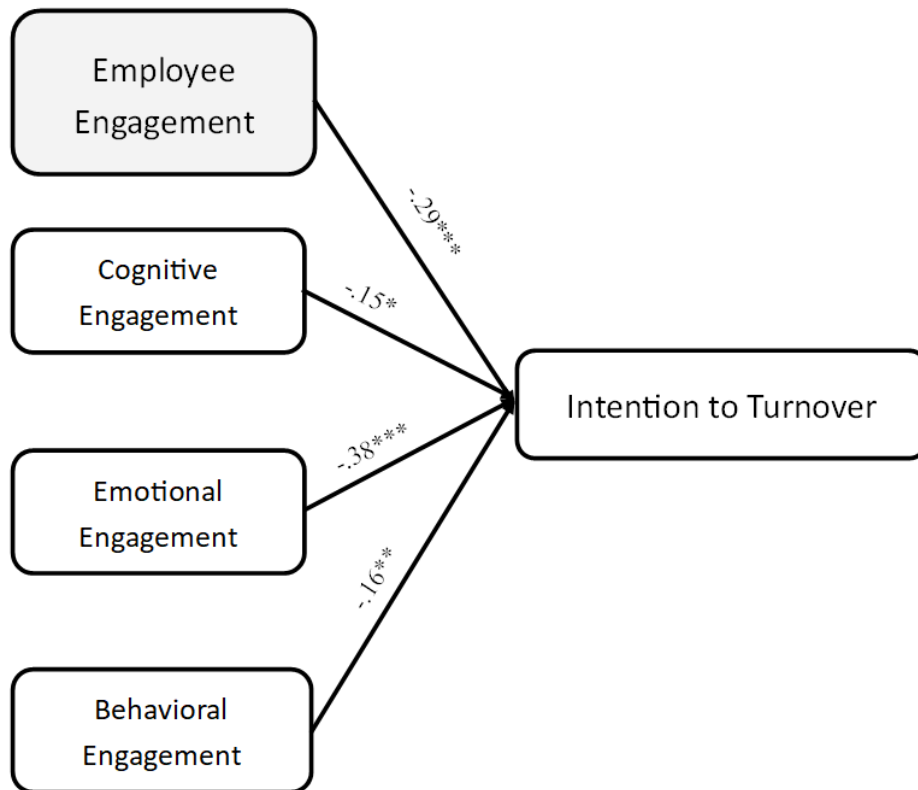 Employee
Engagement
-.29***
Cognitive
Engagement
-.15*
Intention to Turnover
-.38***
Emotional
Engagement
-.16**
Behavioral
Engagement